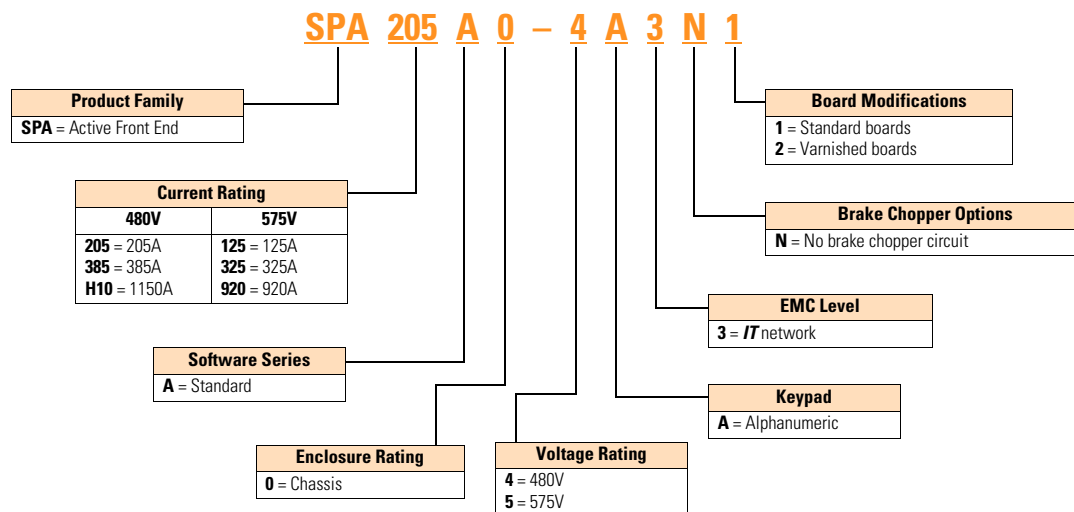 SPA 205 A 0 – 4 A 3 N 1
Product Family
SPA = Active Front End
Current Rating
480V 575V
205 = 205A 125 = 125A
385 = 385A 325 = 325A
H10 = 1150A 920 = 920A
Software Series
A = Standard
Enclosure Rating
0 = Chassis
Voltage Rating
4 = 480V
5 = 575V
Keypad
A = Alphanumeric
EMC Level
3 = IT network
Brake Chopper Options
N = No brake chopper circuit
Board Modifications
1 = Standard boards
2 = Varnished boards